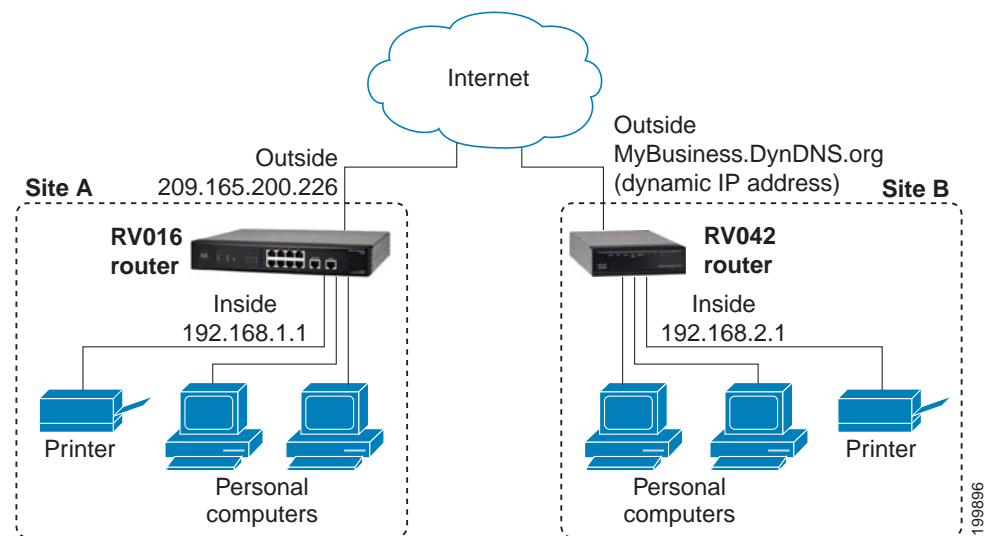 Internet
Outside
209.165.200.226
Outside
MyBusiness.DynDNS.org
(dynamic IP address)
Site A
Site B
RV016
router
RV042
router
Inside
192.168.1.1
Inside
192.168.2.1
Printer
Personal
computers
Personal
computers
Printer
199896